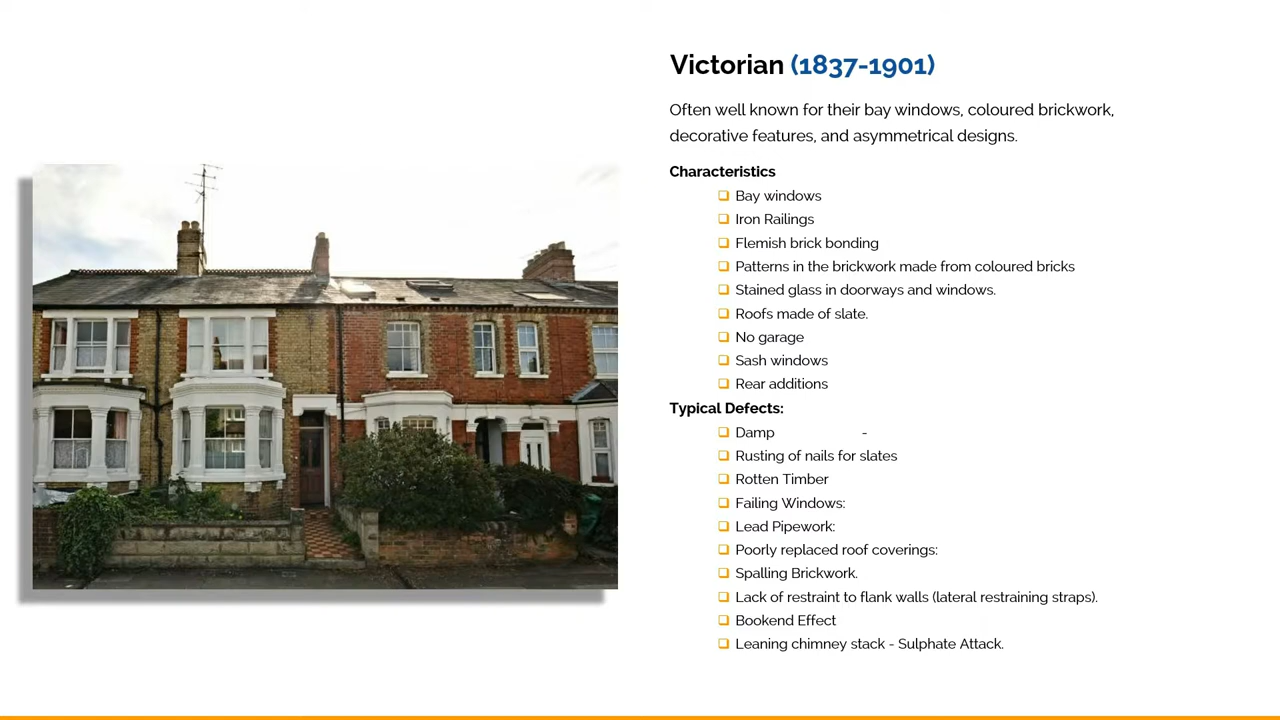 Victorian (1837-1901)
Often well known for their bay windows, coloured brickwork,
decorative features, and asymmetrical designs.
Characteristics
❑ Bay windows
❑ Iron Railings
❑ Flemish brick bonding
❑ Patterns in the brickwork made from coloured bricks
❑ Stained glass in doorways and windows.
❑ Roofs made of slate.
❑ No garage
❑ Sash windows
❑ Rear additions
Typical Defects:
❑ Damp -
❑ Rusting of nails for slates
❑ Rotten Timber
❑ Failing Windows:
❑ Lead Pipework:
❑ Poorly replaced roof coverings:
❑ Spalling Brickwork.
❑ Lack of restraint to flank walls (lateral restraining straps).
❑ Bookend Effect
❑ Leaning chimney stack - Sulphate Attack.